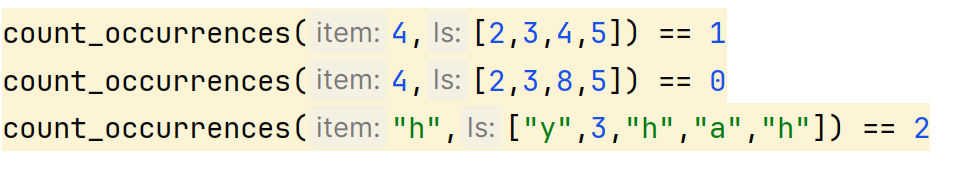 count_occurrences(item: 4, ls: [2,3,4,5]) == 1
count_occurrences(item: 4, ls: [2,3,8,5]) == 0
count_occurrences(item: "h", ls: ["y",3,"h","a","h"]) == 2